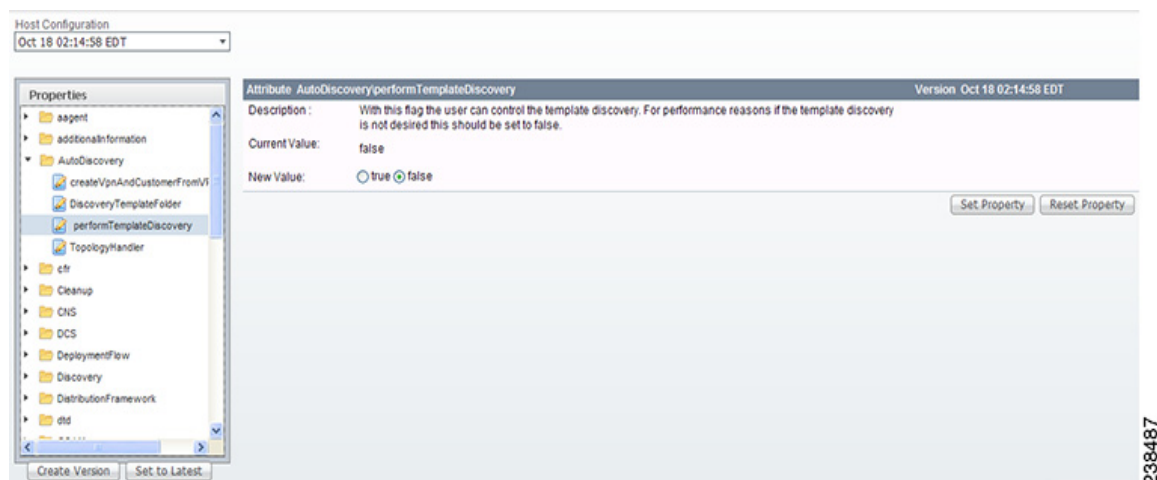 Host Configuration
Oct 18 02:14:58 EDT
Properties
aagent
additionalInformation
AutoDiscovery
createVpnAndCustomerFromVF
DiscoveryTemplateFolder
performTemplateDiscovery
TopologyHandler
cfr
Cleanup
CNS
DCS
DeploymentFlow
Discovery
DistributionFramework
dtd
Create Version Set to Latest
Attribute AutoDiscovery\performTemplateDiscovery Version Oct 18 02:14:58 EDT
Description : With this flag the user can control the template discovery. For performance reasons if the template discovery
is not desired this should be set to false.
Current Value: false
New Value: true false
Set Property Reset Property
238487